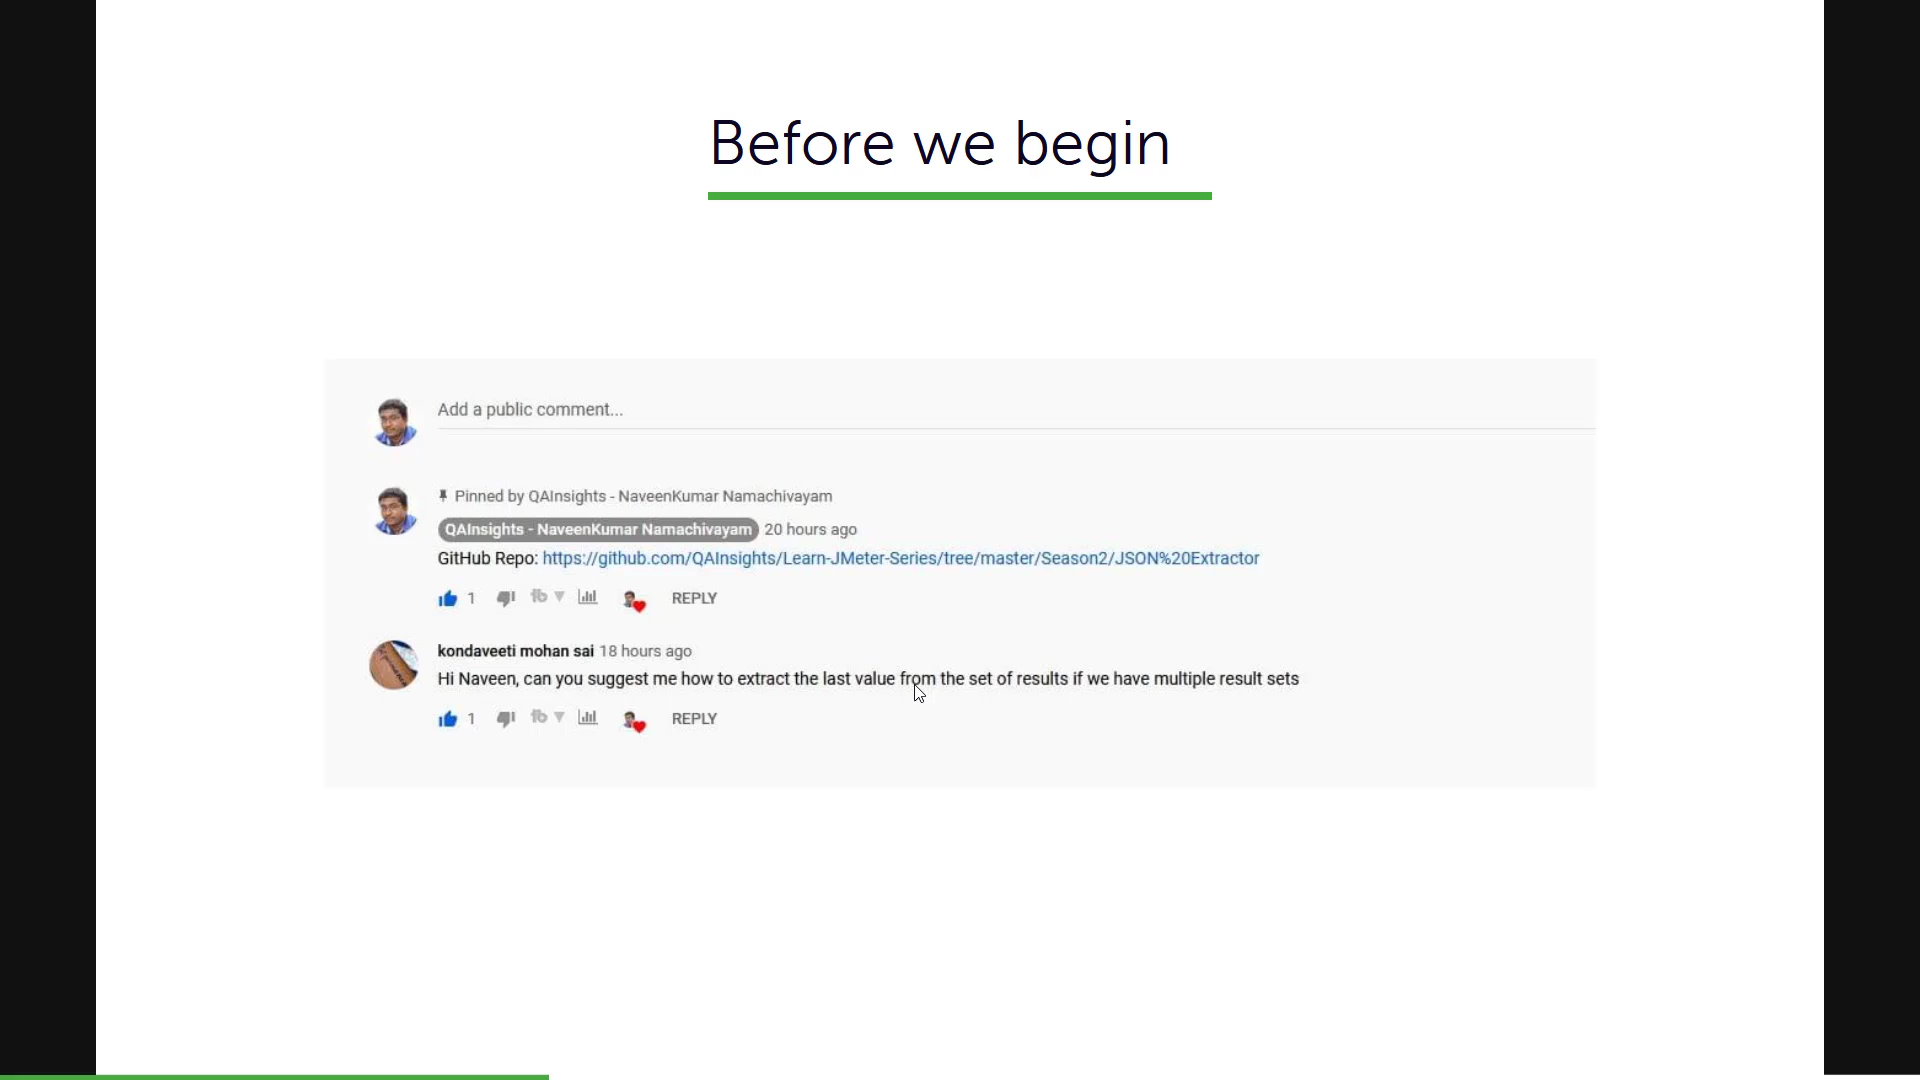 Before we begin
Add a public comment...
Pinned by QAInsights - NaveenKumar Namachivayam
QAInsights - NaveenKumar Namachivayam 20 hours ago
GitHub Repo: https://github.com/QAInsights/Learn-JMeter-Series/tree/master/Season2/JSON%20Extractor
1 REPLY
kondaveeti mohan sai 18 hours ago
Hi Naveen, can you suggest me how to extract the last value from the set of results if we have multiple result sets
1 REPLY